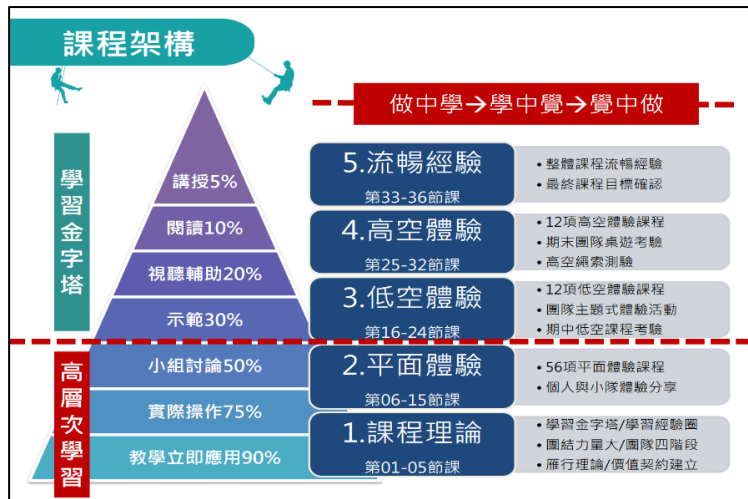 課程架構
做中學→學中覺→覺中做
學習金字塔
高層次學習
講授5%
閱讀10%
視聽輔助20%
示範30%
小組討論50%
實際操作75%
教學立即應用90%
5.流暢經驗
第33-36節課
• 整體課程流暢經驗
• 最終課程目標確認
4.高空體驗
第25-32節課
• 12項高空體驗課程
• 期末團隊桌遊考驗
• 高空繩索測驗
3.低空體驗
第16-24節課
• 12項低空體驗課程
• 團隊主題式體驗活動
• 期中低空課程考驗
2.平面體驗
第06-15節課
• 56項平面體驗課程
• 個人與小隊體驗分享
1.課程理論
第01-05節課
• 學習金字塔/學習經驗圈
• 團結力量大/團隊四階段
• 雁行理論/價值契約建立